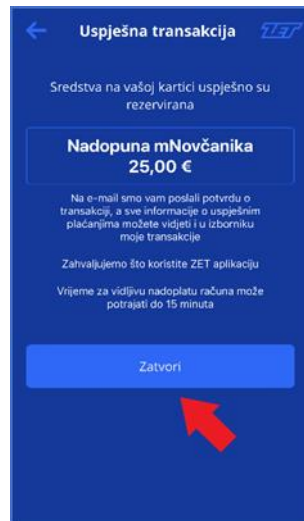 Uspješna transakcija
ZET
Sredstva na vašoj kartici uspješno su
rezervirana
Nadopuna mNovčanika
25,00 €
Na e-mail smo vam poslali potvrdu o
transakciji, a sve informacije o uspješnim
plaćanjima možete vidjeti i u izborniku
moje transakcije
Zahvaljujemo što koristite ZET aplikaciju
Vrijeme za vidljivu nadoplatu računa može
potrajati do 15 minuta
Zatvori